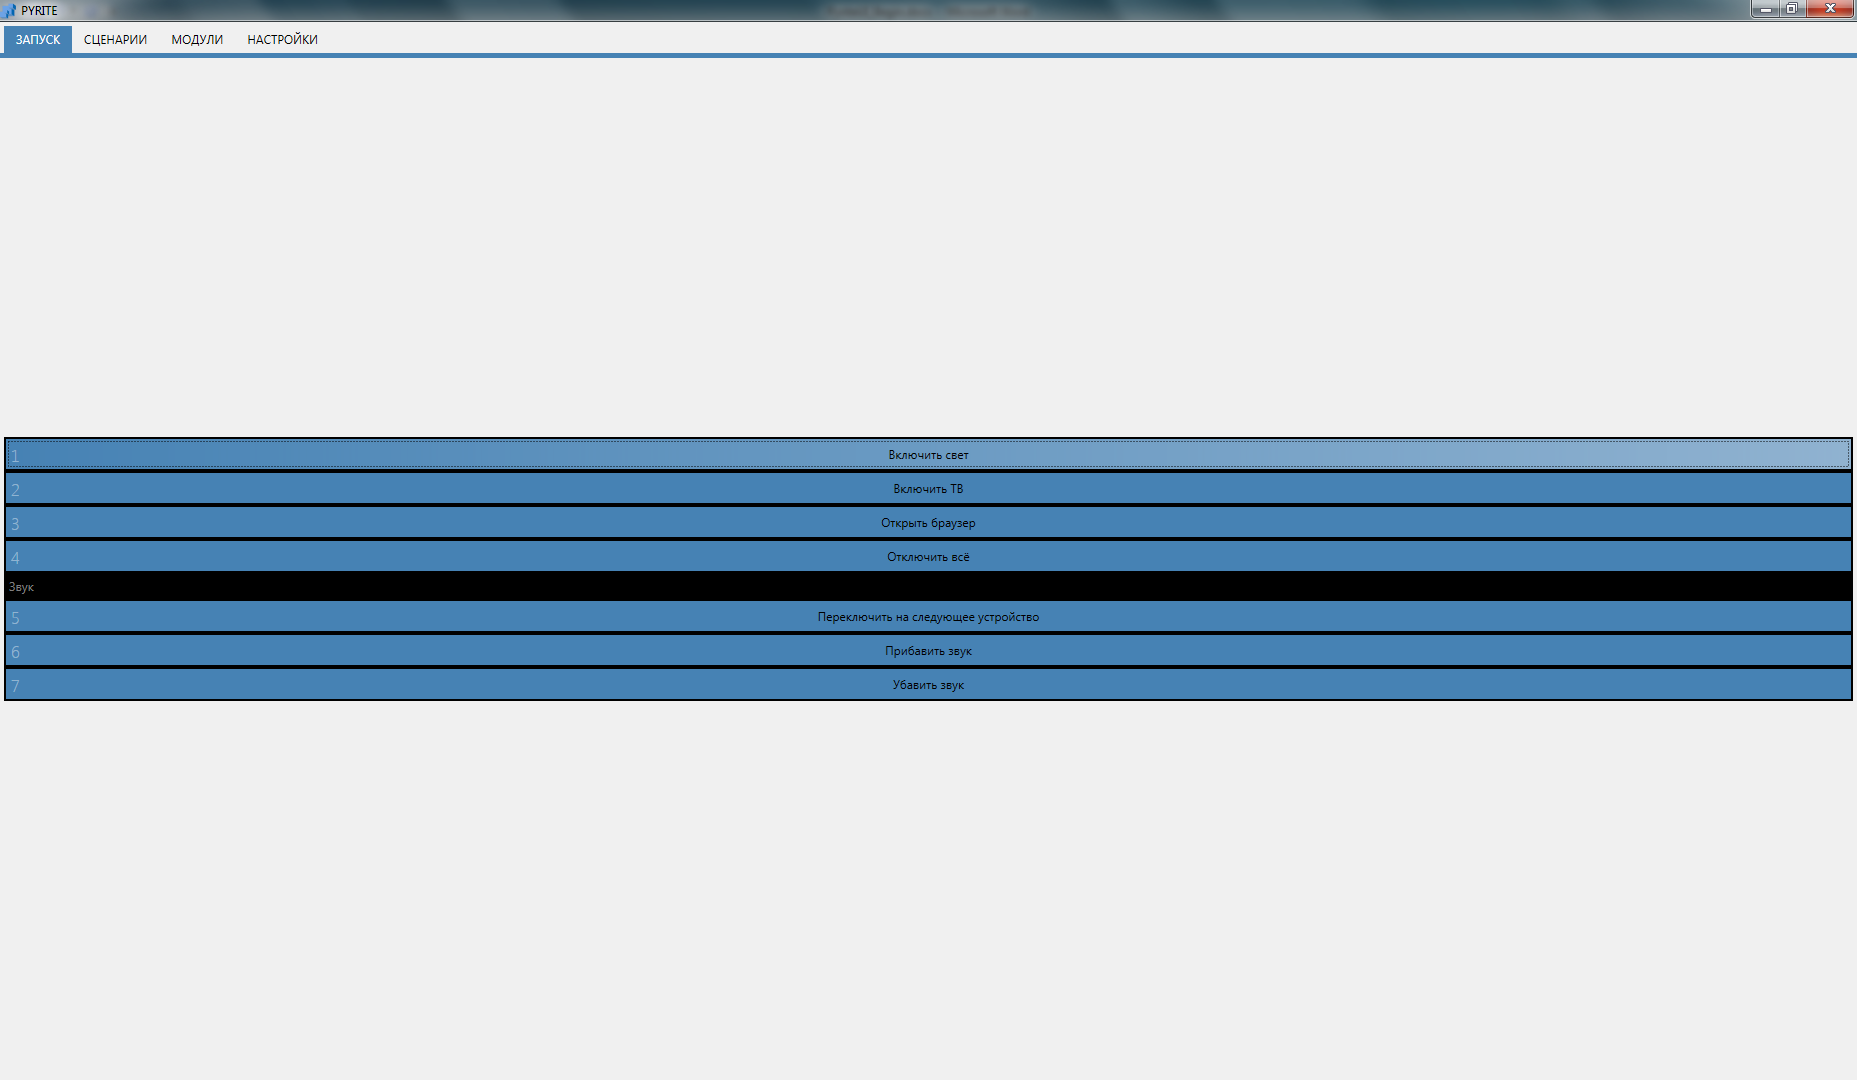 PYRITE
ЗАПУСК СЦЕНАРИИ МОДУЛИ НАСТРОЙКИ
1 Включить свет
2 Включить ТВ
3 Открыть браузер
4 Отключить всё
Звук
5 Переключить на следующее устройство
6 Прибавить звук
7 Убавить звук